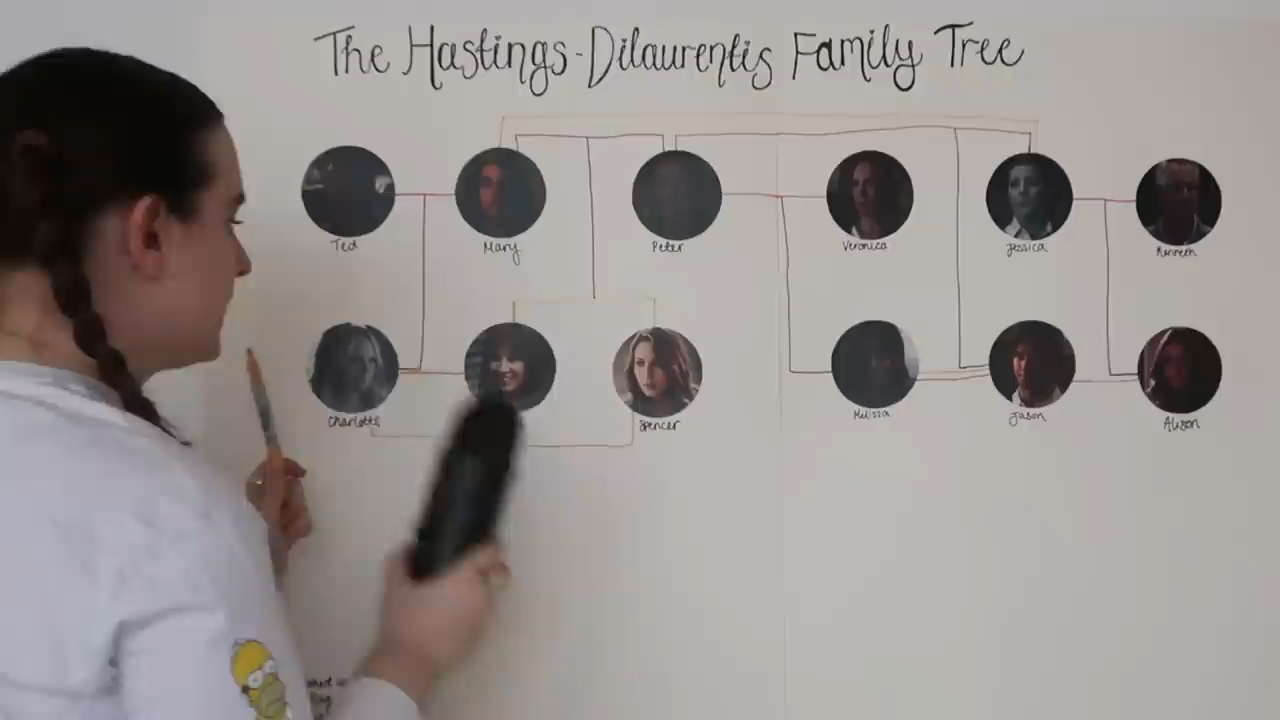 The Hastings-Dilaurentis Family Tree
Ted Mary Peter Veronica Jessica Kenneth
Charlotte Spencer Melissa Jason Alison